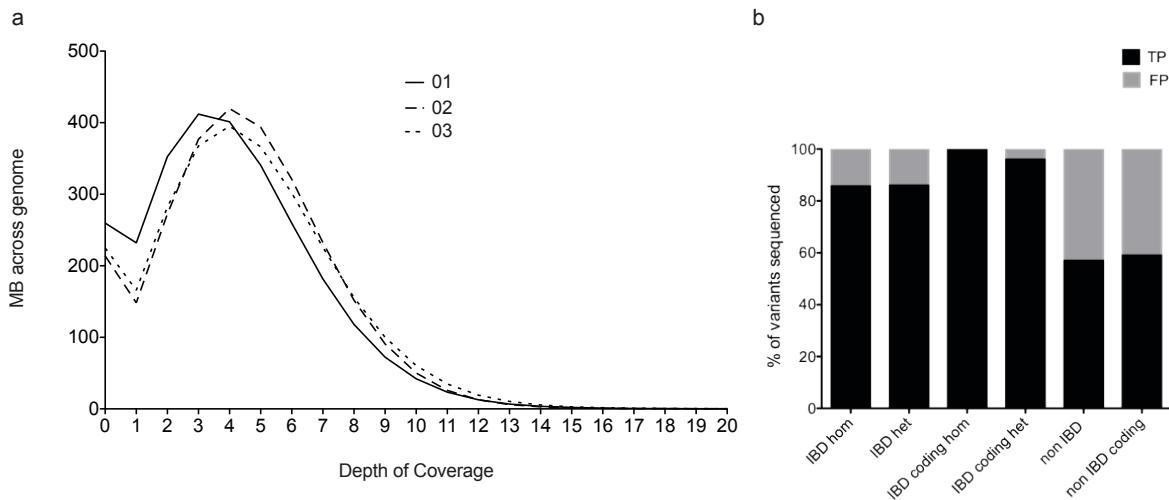 a
500
400
300
200
100
0
MB across genome
01
02
03
0 1 2 3 4 5 6 7 8 9 10 11 12 13 14 15 16 17 18 19 20
Depth of Coverage
b
TP
FP
100
80
60
40
20
0
% of variants sequenced
IBD hom
IBD het
IBD coding hom
IBD coding het
non IBD
non IBD coding